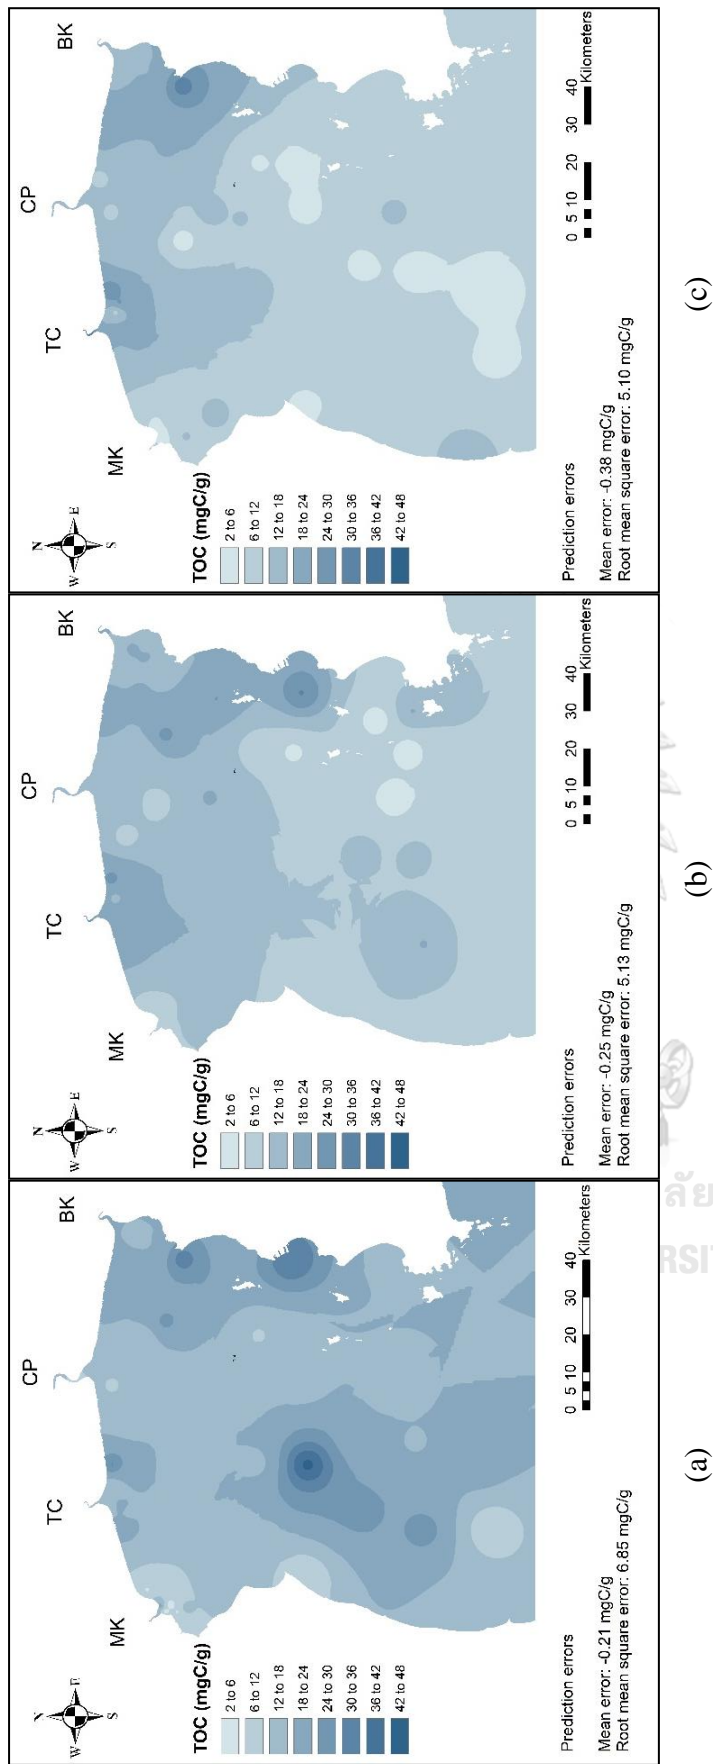 MK
TC
CP
BK
N
W
E
S
TOC (mgC/g)
2 to 6
6 to 12
12 to 18
18 to 24
24 to 30
30 to 36
36 to 42
42 to 48
Prediction errors
Mean error: -0.21 mgC/g
Root mean square error: 6.85 mgC/g
0 5 10 20 30 40
Kilometers
(a)
MK
TC
CP
BK
N
W
E
S
TOC (mgC/g)
2 to 6
6 to 12
12 to 18
18 to 24
24 to 30
30 to 36
36 to 42
42 to 48
Prediction errors
Mean error: -0.25 mgC/g
Root mean square error: 5.13 mgC/g
0 5 10 20 30 40
Kilometers
(b)
MK
TC
CP
BK
N
W
E
S
TOC (mgC/g)
2 to 6
6 to 12
12 to 18
18 to 24
24 to 30
30 to 36
36 to 42
42 to 48
Prediction errors
Mean error: -0.38 mgC/g
Root mean square error: 5.10 mgC/g
0 5 10 20 30 40
Kilometers
(c)
ลัย
RSIT